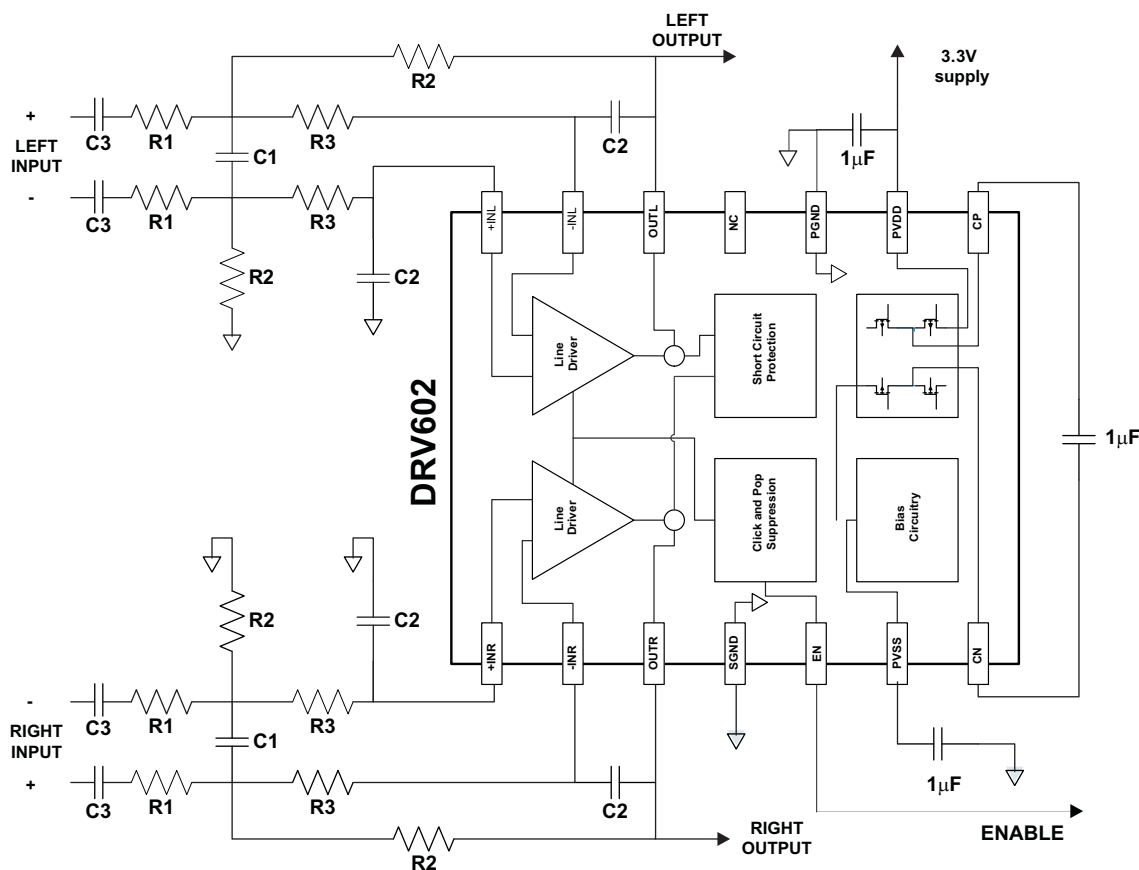 LEFT
OUTPUT
3.3V
supply
R2
+
C3
R1
R3
C2
1µF
LEFT
INPUT
C1
-
C3
R1
R3
R2
C2
+INL
-INL
OUTL
NC
PGND
PVDD
CP
DRV602
Line
Driver
Short Circuit
Protection
1µF
Line
Driver
Click and Pop
Suppression
Bias
Circuitry
R2
C2
+INR
-INR
OUTR
SGND
EN
PVSS
CN
-
C3
R1
R3
RIGHT
INPUT
C1
+
C3
R1
R3
C2
1µF
R2
RIGHT
OUTPUT
ENABLE